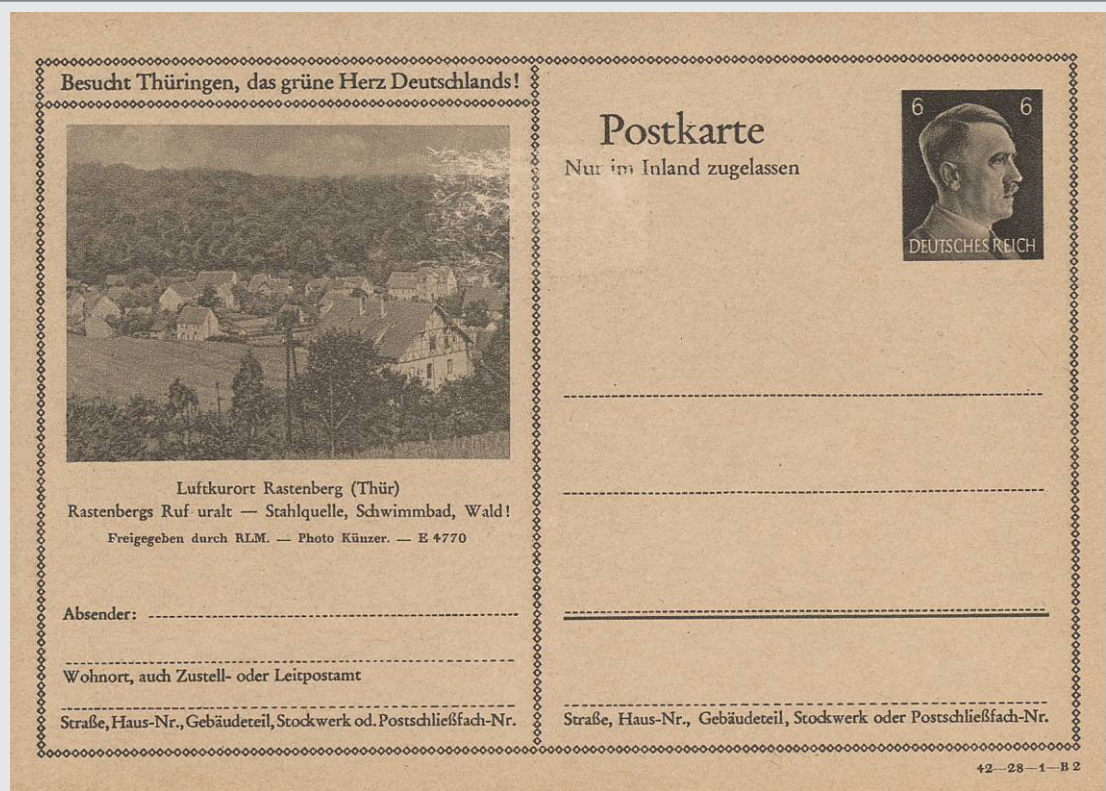 Besucht Thüringen, das grüne Herz Deutschlands!
Luftkurort Rastenberg (Thür)
Rastenbergs Ruf uralt — Stahlquelle, Schwimmbad, Wald!
Freigegeben durch RLM. — Photo Künzer. — E 4770
Absender:
Wohnort, auch Zustell- oder Leitpostamt
Straße, Haus-Nr., Gebäudeteil, Stockwerk od. Postschließfach-Nr.
Postkarte
Nur im Inland zugelassen
6 6
DEUTSCHES REICH
Straße, Haus-Nr., Gebäudeteil, Stockwerk oder Postschließfach-Nr.
42—28—1—B 2